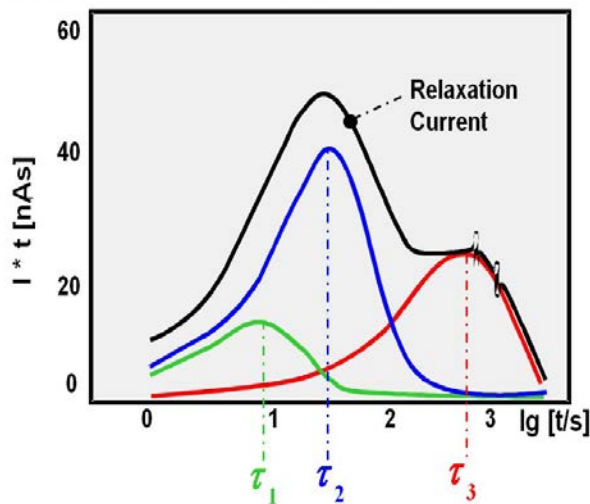 60
Relaxation
Current
40
I * t [nAs]
20
0
0 1 2 3 lg [t/s]
τ1 τ2 τ3